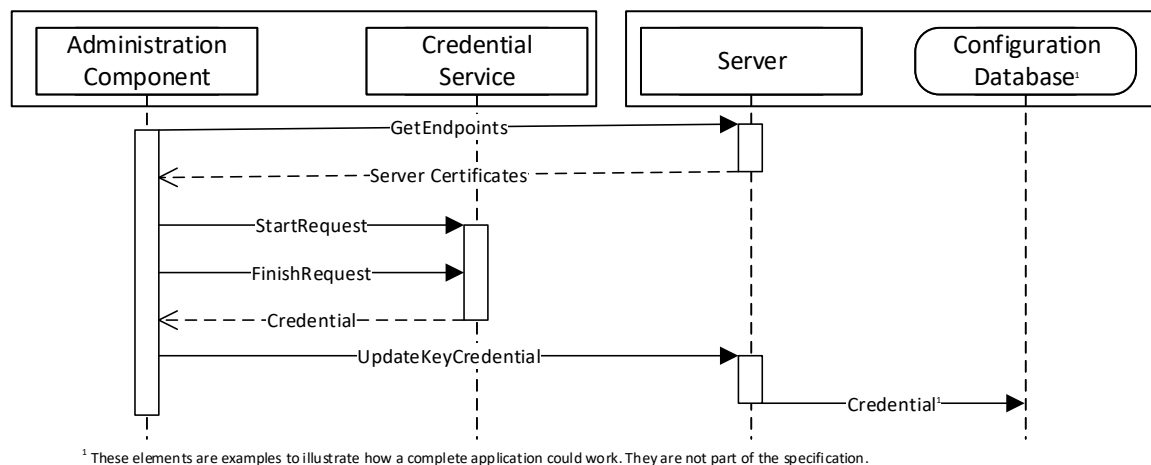 Administration
Component
Credential
Service
Server
Configuration
Database¹
GetEndpoints
Server Certificates
StartRequest
FinishRequest
Credential
UpdateKeyCredential
Credential¹
¹ These elements are examples to illustrate how a complete application could work. They are not part of the specification.